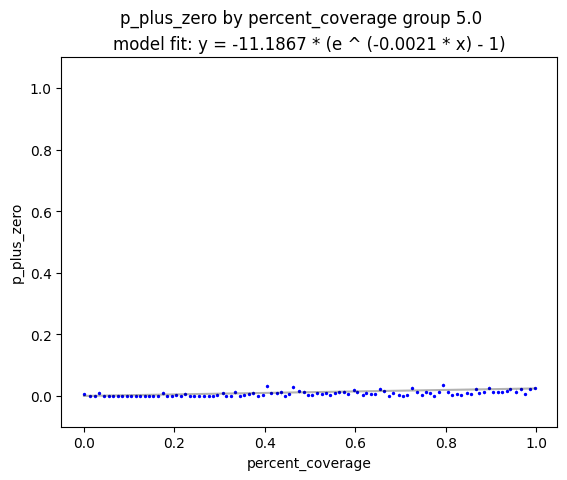 p_plus_zero by percent_coverage group 5.0
model fit: y = -11.1867 * (e ^ (-0.0021 * x) - 1)
1.0
0.8
0.6
0.4
0.2
0.0
p_plus_zero
0.0 0.2 0.4 0.6 0.8 1.0
percent_coverage